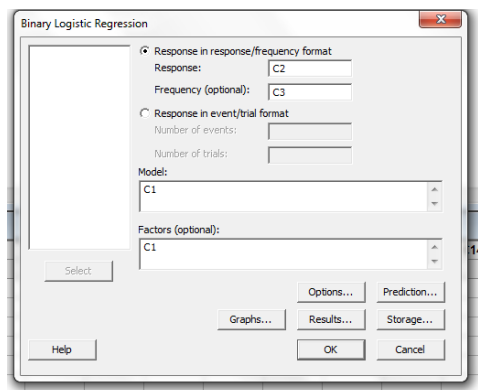 Binary Logistic Regression
Response in response/frequency format
Response: C2
Frequency (optional): C3
Response in event/trial format
Number of events:
Number of trials:
Model:
C1
Factors (optional):
C1
Select
Options... Prediction...
Graphs... Results... Storage...
Help OK Cancel